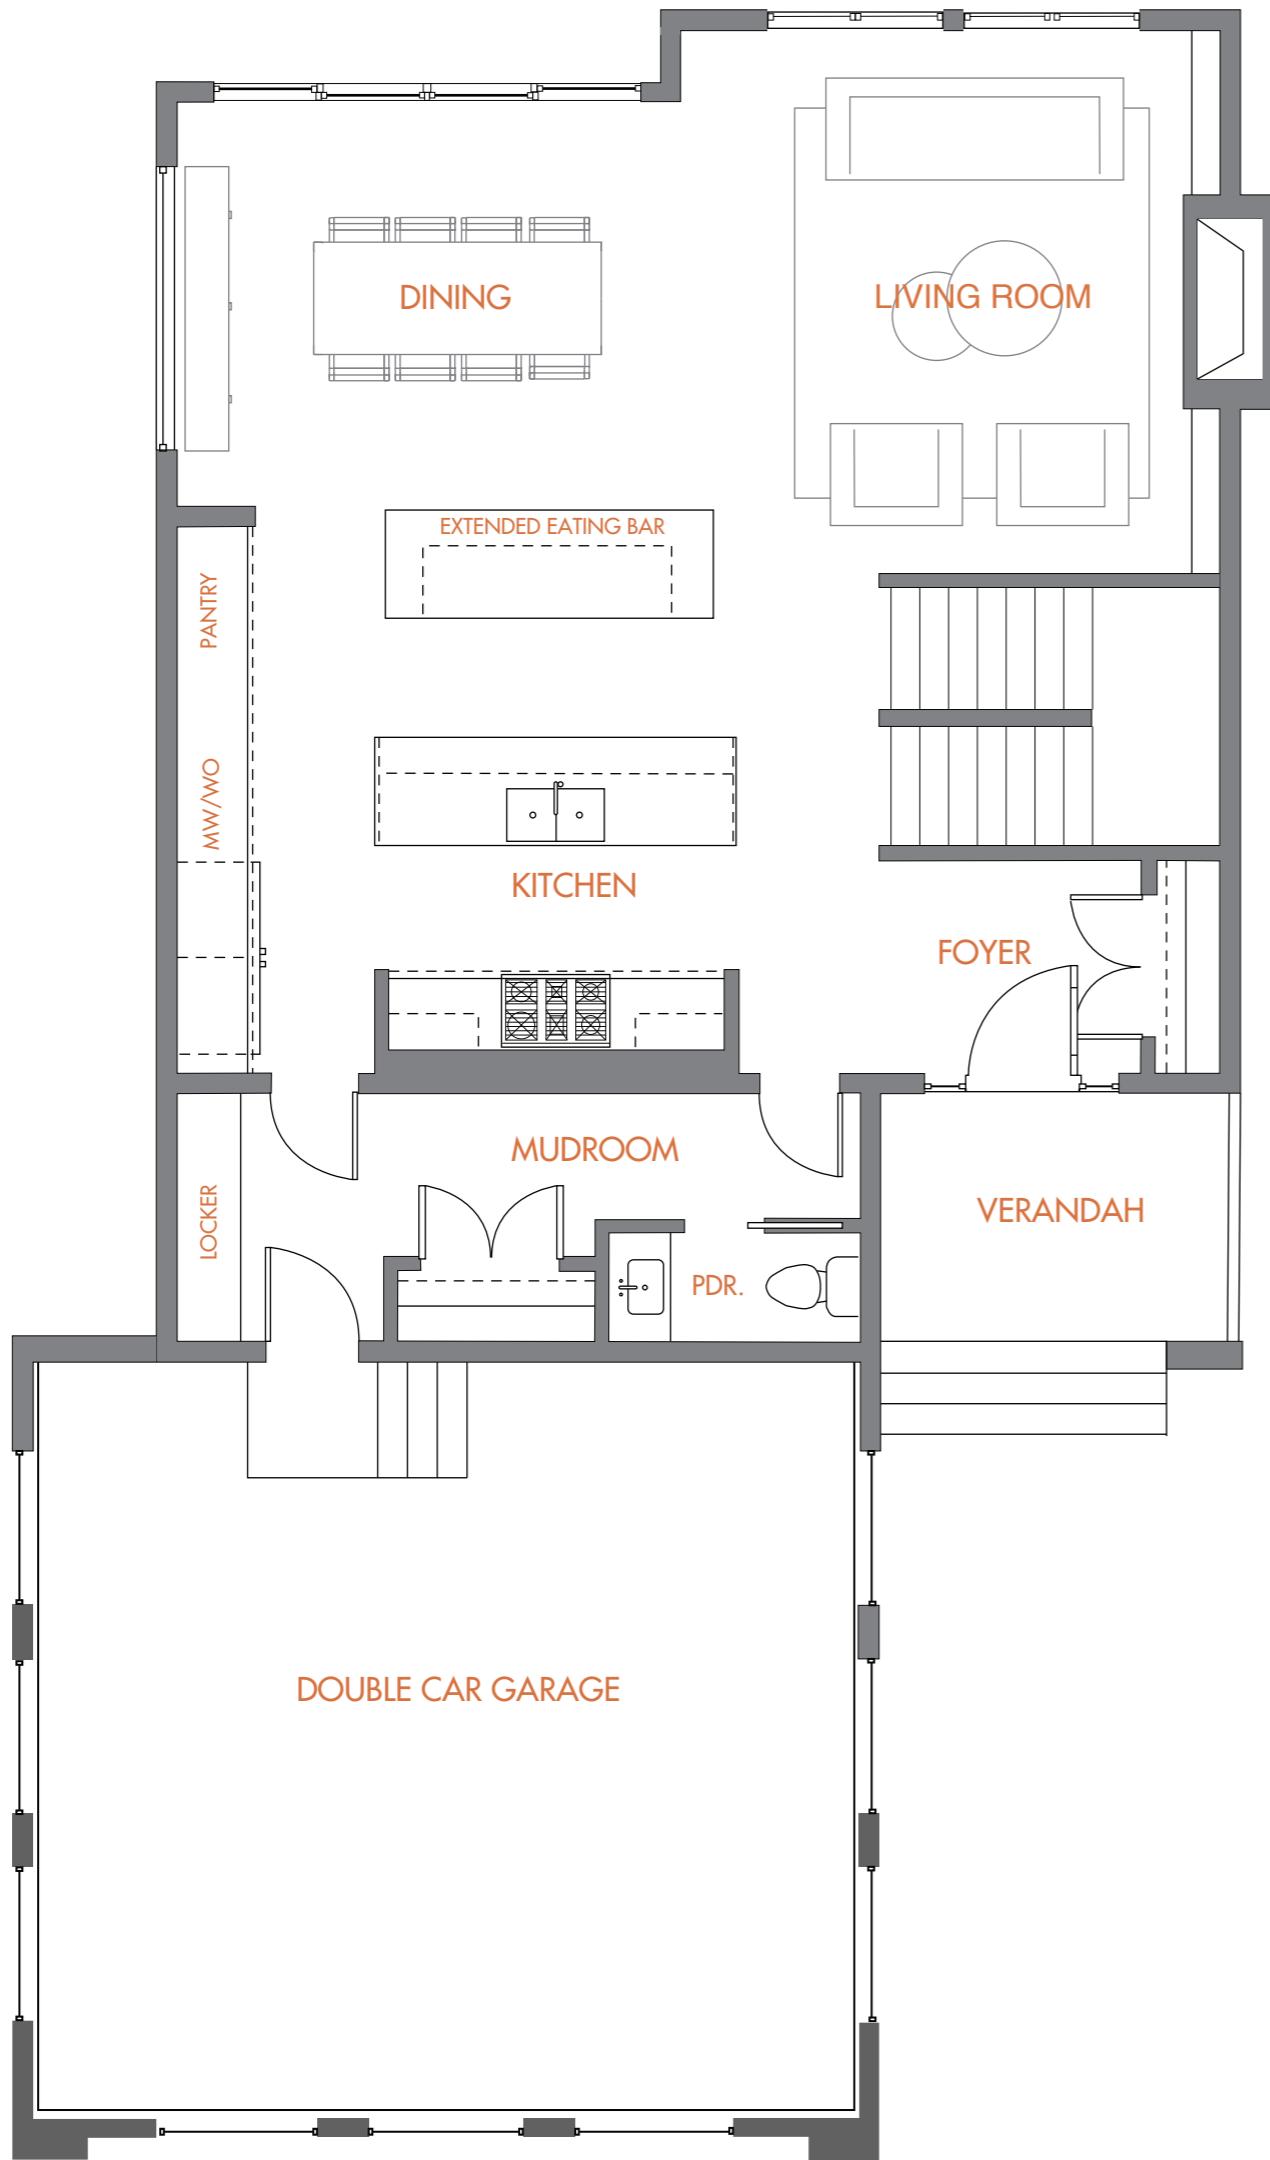 DINING
LIVING ROOM
EXTENDED EATING BAR
PANTRY
MW/WO
KITCHEN
FOYER
MUDROOM
LOCKER
VERANDAH
PDR.
DOUBLE CAR GARAGE